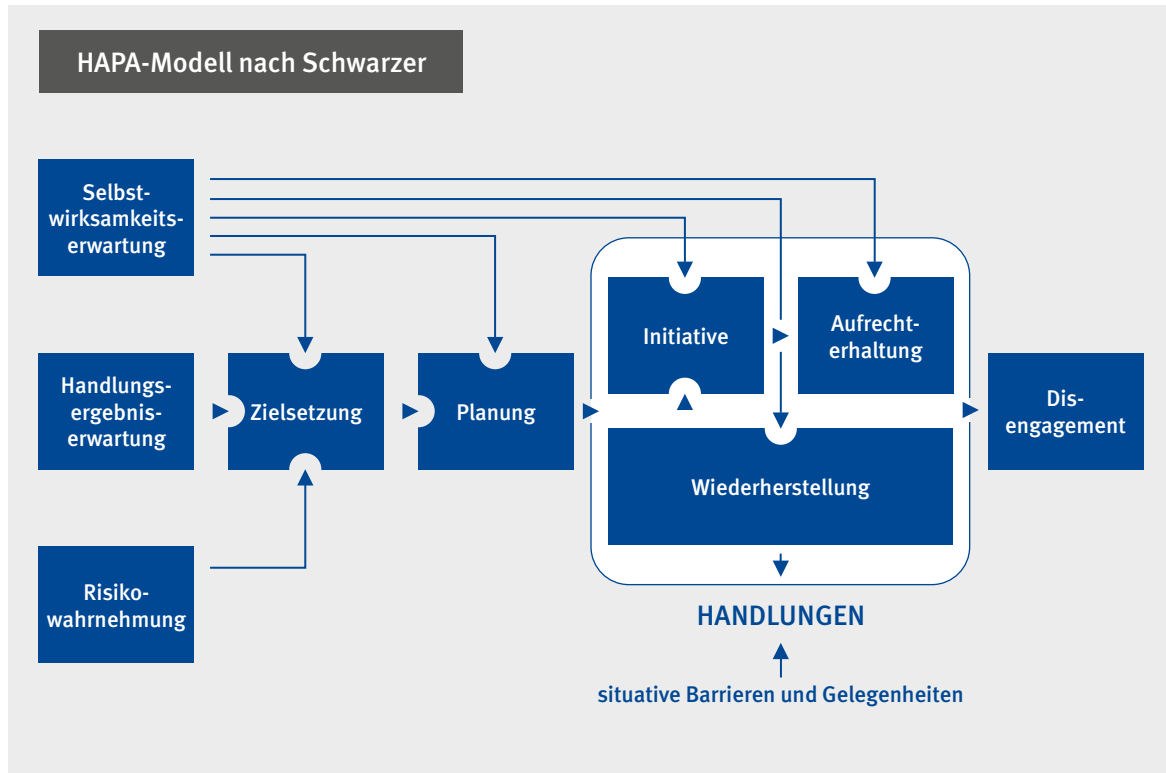 HAPA-Modell nach Schwarzer
Selbst-
wirksamkeits-
erwartung
Handlungs-
ergebnis-
erwartung
Risiko-
wahrnehmung
Zielsetzung
Planung
Initiative
Aufrecht-
erhaltung
Wiederherstellung
Dis-
engagement
HANDLUNGEN
situative Barrieren und Gelegenheiten